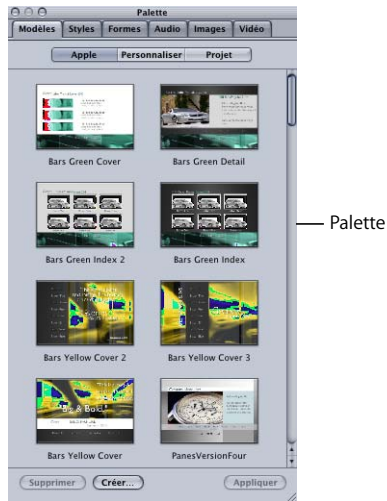 Palette
Modèles Styles Formes Audio Images Vidéo
Apple Personnaliser Projet
Bars Green Cover Bars Green Detail
Bars Green Index 2 Bars Green Index
Palette
Bars Yellow Cover 2 Bars Yellow Cover 3
Bars Yellow Cover PanesVersionFour
Supprimer Créer... Appliquer